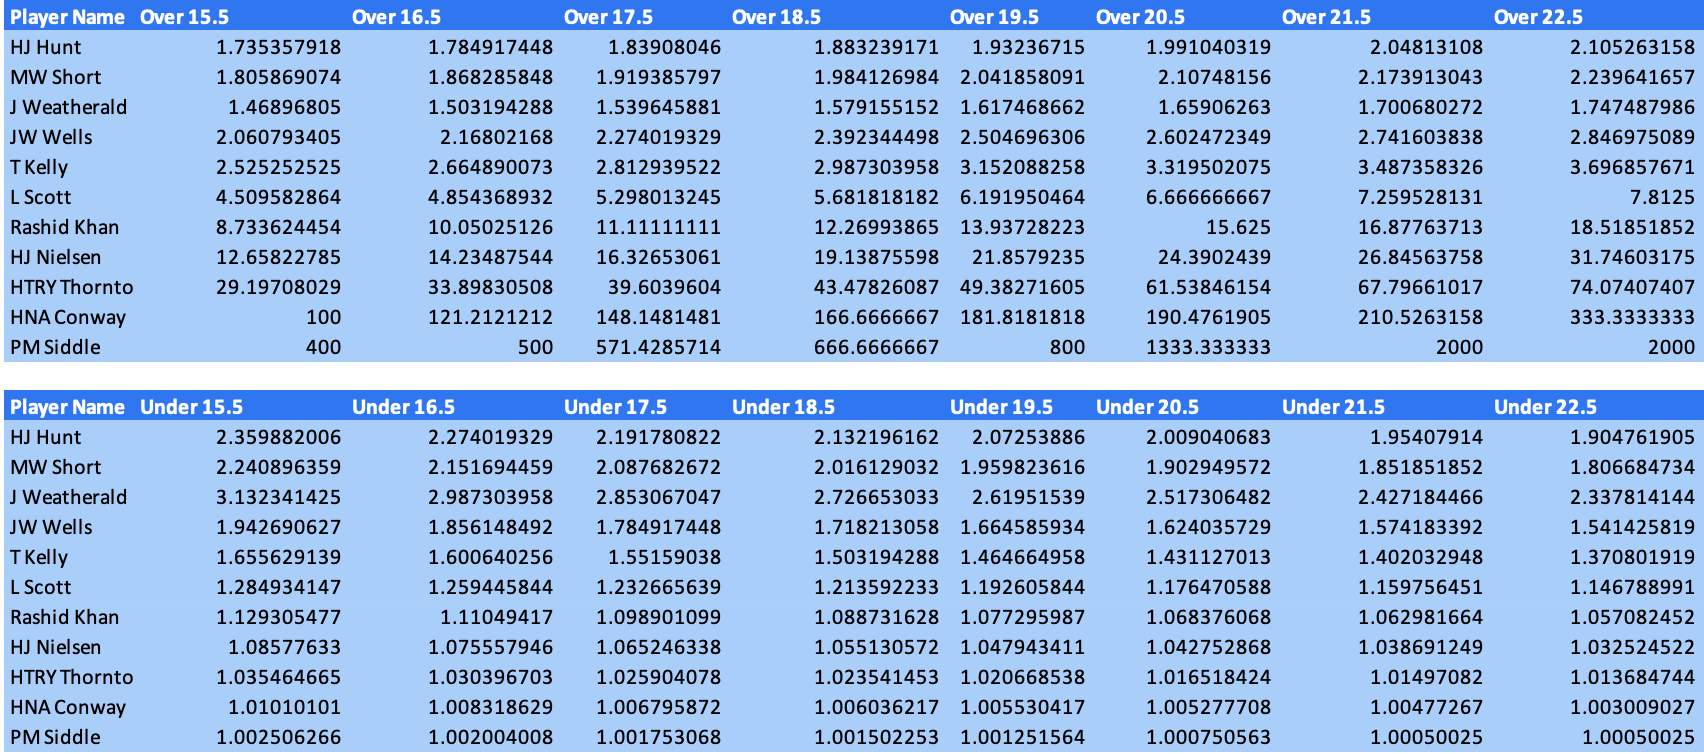 Player Name Over 15.5 Over 16.5 Over 17.5 Over 18.5 Over 19.5 Over 20.5 Over 21.5 Over 22.5
HJ Hunt 1.735357918 1.784917448 1.83908046 1.883239171 1.93236715 1.991040319 2.04813108 2.105263158
MW Short 1.805869074 1.868285848 1.919385797 1.984126984 2.041858091 2.10748156 2.173913043 2.239641657
J Weatherald 1.46896805 1.503194288 1.539645881 1.579155152 1.617468662 1.65906263 1.700680272 1.747487986
JW Wells 2.060793405 2.16802168 2.274019329 2.392344498 2.504696306 2.602472349 2.741603838 2.846975089
T Kelly 2.525252525 2.664890073 2.812939522 2.987303958 3.152088258 3.319502075 3.487358326 3.696857671
L Scott 4.509582864 4.854368932 5.298013245 5.681818182 6.191950464 6.666666667 7.259528131 7.8125
Rashid Khan 8.733624454 10.05025126 11.11111111 12.26993865 13.93728223 15.625 16.87763713 18.51851852
HJ Nielsen 12.65822785 14.23487544 16.32653061 19.13875598 21.8579235 24.3902439 26.84563758 31.74603175
HTRY Thornto 29.19708029 33.89830508 39.6039604 43.47826087 49.38271605 61.53846154 67.79661017 74.07407407
HNA Conway 100 121.2121212 148.1481481 166.6666667 181.8181818 190.4761905 210.5263158 333.3333333
PM Siddle 400 500 571.4285714 666.6666667 800 1333.333333 2000 2000
Player Name Under 15.5 Under 16.5 Under 17.5 Under 18.5 Under 19.5 Under 20.5 Under 21.5 Under 22.5
HJ Hunt 2.359882006 2.274019329 2.191780822 2.132196162 2.07253886 2.009040683 1.95407914 1.904761905
MW Short 2.240896359 2.151694459 2.087682672 2.016129032 1.959823616 1.902949572 1.851851852 1.806684734
J Weatherald 3.132341425 2.987303958 2.853067047 2.726653033 2.61951539 2.517306482 2.427184466 2.337814144
JW Wells 1.942690627 1.856148492 1.784917448 1.718213058 1.664585934 1.624035729 1.574183392 1.541425819
T Kelly 1.655629139 1.600640256 1.55159038 1.503194288 1.464664958 1.431127013 1.402032948 1.370801919
L Scott 1.284934147 1.259445844 1.232665639 1.213592233 1.192605844 1.176470588 1.159756451 1.146788991
Rashid Khan 1.129305477 1.11049417 1.098901099 1.088731628 1.077295987 1.068376068 1.062981664 1.057082452
HJ Nielsen 1.08577633 1.075557946 1.065246338 1.055130572 1.047943411 1.042752868 1.038691249 1.032524522
HTRY Thornto 1.035464665 1.030396703 1.025904078 1.023541453 1.020668538 1.016518424 1.01497082 1.013684744
HNA Conway 1.01010101 1.008318629 1.006795872 1.006036217 1.005530417 1.005277708 1.00477267 1.003009027
PM Siddle 1.002506266 1.002004008 1.001753068 1.001502253 1.001251564 1.000750563 1.00050025 1.00050025